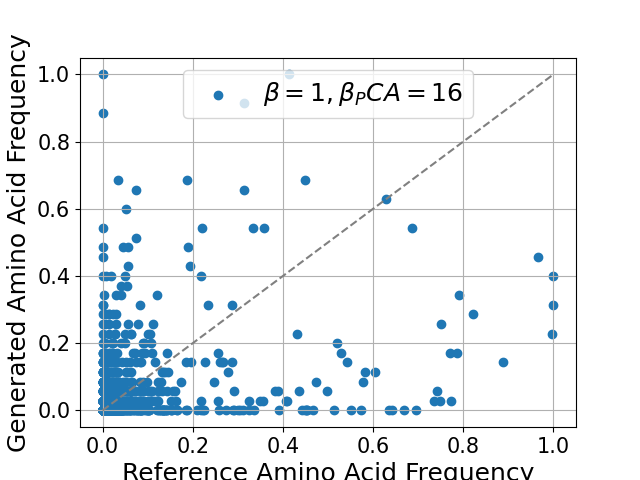 β = 1, β_PCA = 16
Generated Amino Acid Frequency
1.0
0.8
0.6
0.4
0.2
0.0
0.0 0.2 0.4 0.6 0.8 1.0
Reference Amino Acid Frequency